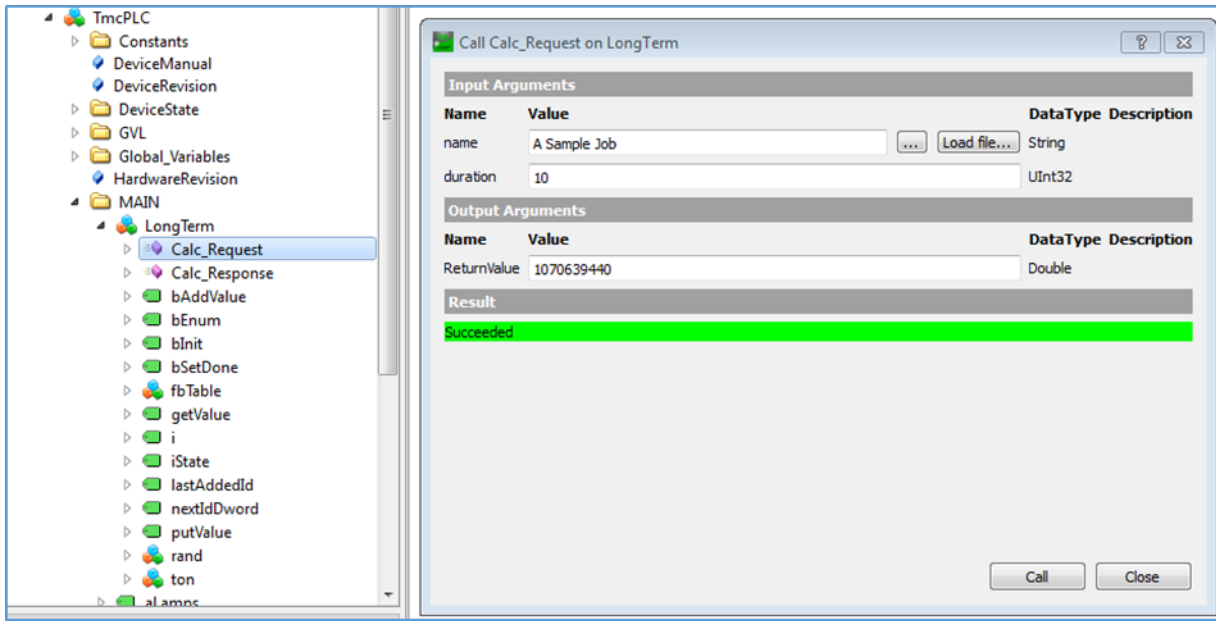 TmcPLC
Constants
DeviceManual
DeviceRevision
DeviceState
GVL
Global_Variables
HardwareRevision
MAIN
LongTerm
Calc_Request
Calc_Response
bAddValue
bEnum
bInit
bSetDone
fbTable
getValue
i
iState
lastAddedId
nextIdDword
putValue
rand
ton
aLamps
Call Calc_Request on LongTerm
Input Arguments
Name Value DataType Description
name A Sample Job ... Load file... String
duration 10 UInt32
Output Arguments
Name Value DataType Description
ReturnValue 1070639440 Double
Result
Succeeded
Call Close